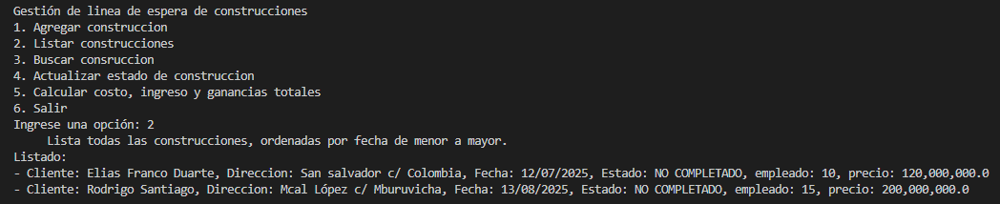 Gestión de linea de espera de construcciones
1. Agregar construccion
2. Listar construcciones
3. Buscar consruccion
4. Actualizar estado de construccion
5. Calcular costo, ingreso y ganancias totales
6. Salir
Ingrese una opción: 2
Lista todas las construcciones, ordenadas por fecha de menor a mayor.
Listado:
- Cliente: Elias Franco Duarte, Direccion: San salvador c/ Colombia, Fecha: 12/07/2025, Estado: NO COMPLETADO, empleado: 10, precio: 120,000,000.0
- Cliente: Rodrigo Santiago, Direccion: Mcal López c/ Mburuvicha, Fecha: 13/08/2025, Estado: NO COMPLETADO, empleado: 15, precio: 200,000,000.0